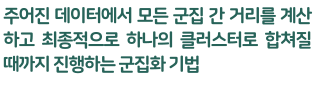 주어진 데이터에서 모든 군집 간 거리를 계산
하고 최종적으로 하나의 클러스터로 합쳐질
때까지 진행하는 군집화 기법